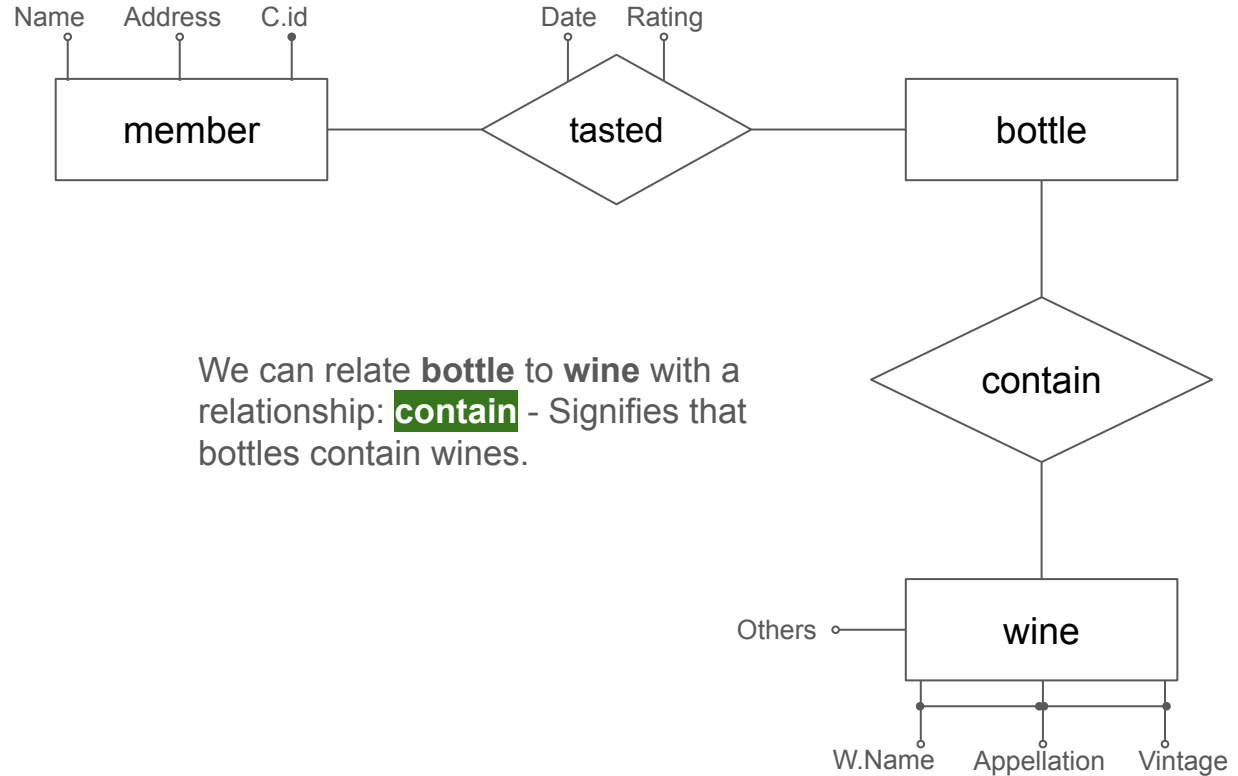 Name Address C.id Date Rating
member tasted bottle
We can relate bottle to wine with a
relationship: contain - Signifies that
bottles contain wines.
contain
Others wine
W.Name Appellation Vintage